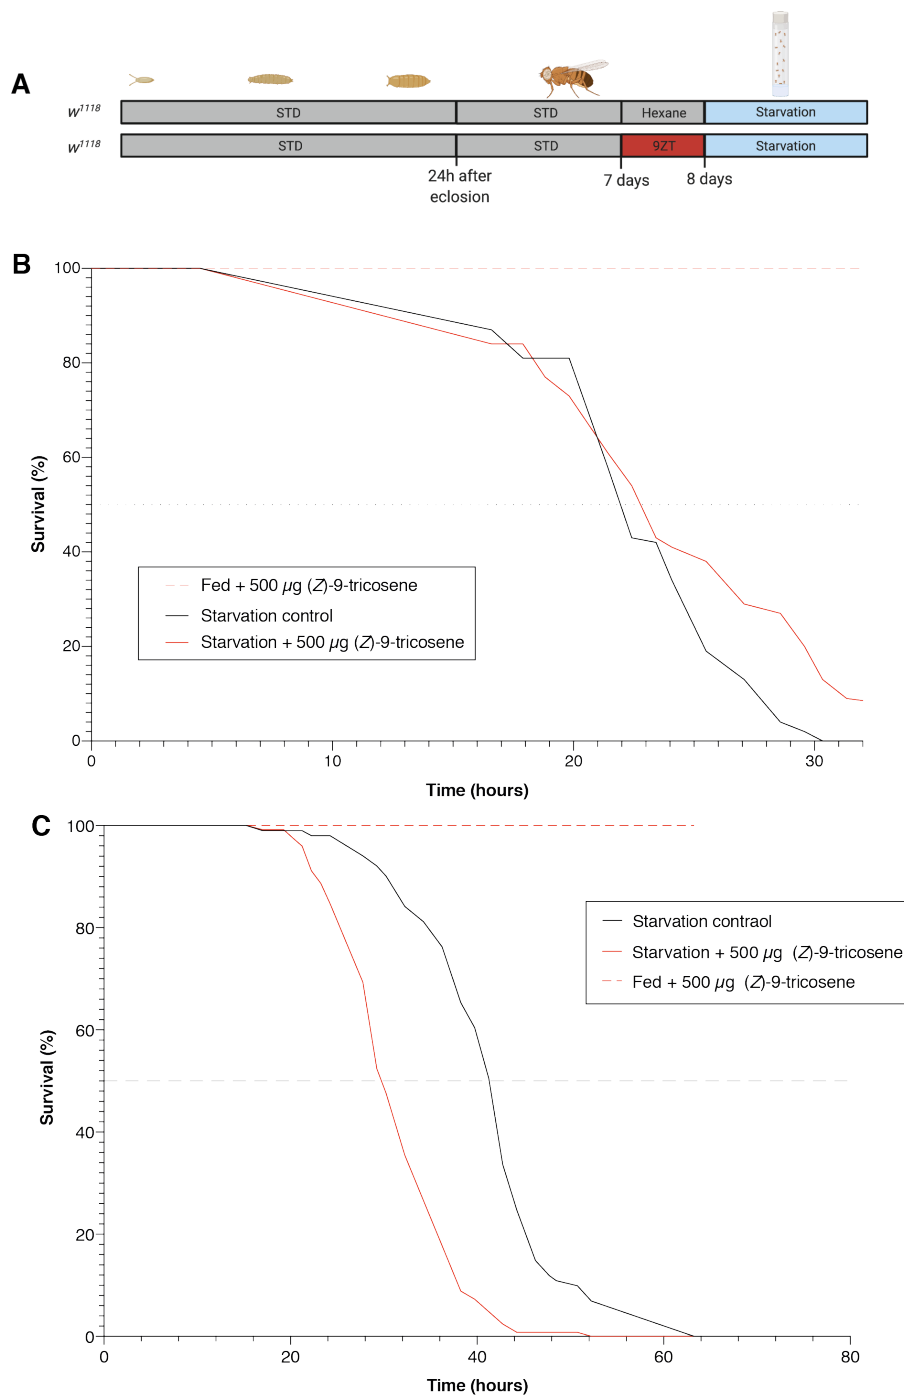 A
w1118 STD STD Hexane Starvation
w1118 STD STD 9ZT Starvation
24h after
eclosion
7 days
8 days
B
100
80
60
40
20
0
Survival (%)
Fed + 500 µg (Z)-9-tricosene
Starvation control
Starvation + 500 µg (Z)-9-tricosene
0 10 20 30
Time (hours)
C
100
80
60
40
20
0
Survival (%)
Starvation contraol
Starvation + 500 µg (Z)-9-tricosene
Fed + 500 µg (Z)-9-tricosene
0 20 40 60 80
Time (hours)